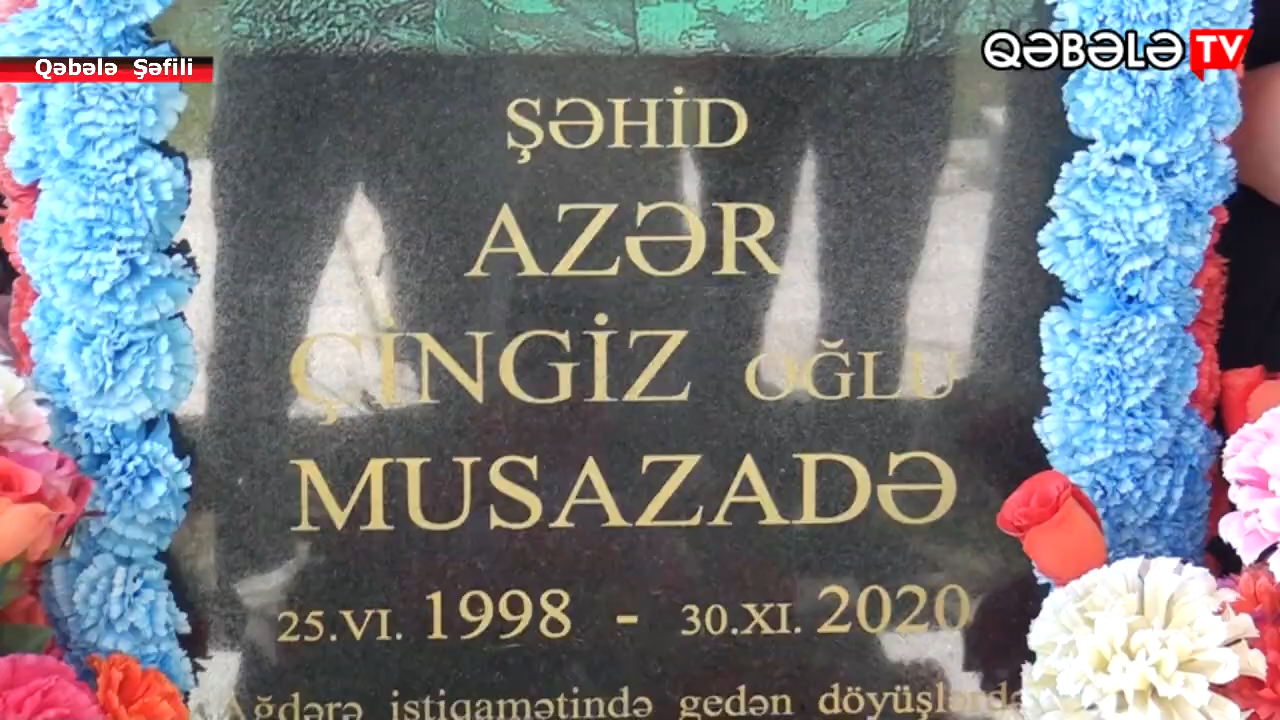 Qəbələ Şəfili
QƏBƏLƏ TV
ŞƏHİD
AZƏR
ÇİNGİZ OĞLU
MUSAZADƏ
25.VI. 1998 - 30.XI. 2020
Ağdərə istiqamətində gedən döyüşlərdə